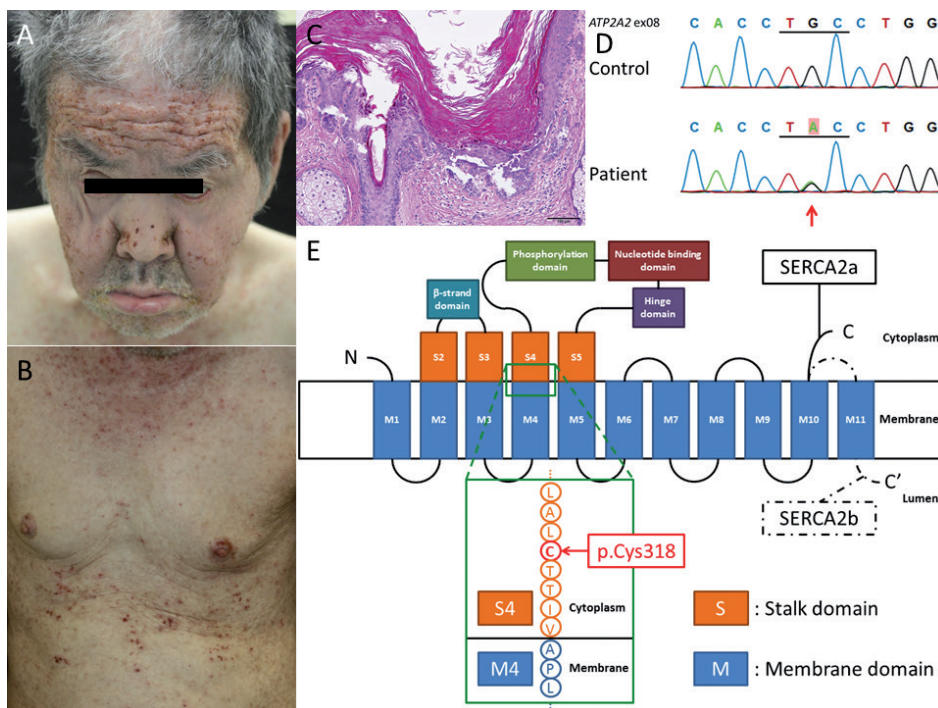 A
B
C
D
ATP2A2 ex08
C A C C T G C C T G G
Control
C A C C T A C C T G G
Patient
E
Phosphorylation domain
Nucleotide binding domain
β-strand domain
Hinge domain
SERCA2a
C
Cytoplasm
N
S2
S3
S4
S5
M1
M2
M3
M4
M5
M6
M7
M8
M9
M10
M11
Membrane
C'
Lumen
SERCA2b
L
A
L
C
p.Cys318
T
T
I
V
S4
Cytoplasm
A
P
L
M4
Membrane
S
: Stalk domain
M
: Membrane domain